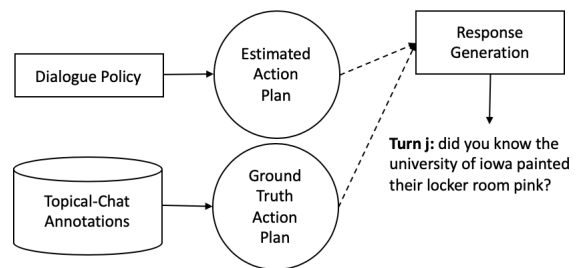 Dialogue Policy
Estimated
Action
Plan
Response
Generation
Topical-Chat
Annotations
Ground
Truth
Action
Plan
Turn j: did you know the
university of iowa painted
their locker room pink?